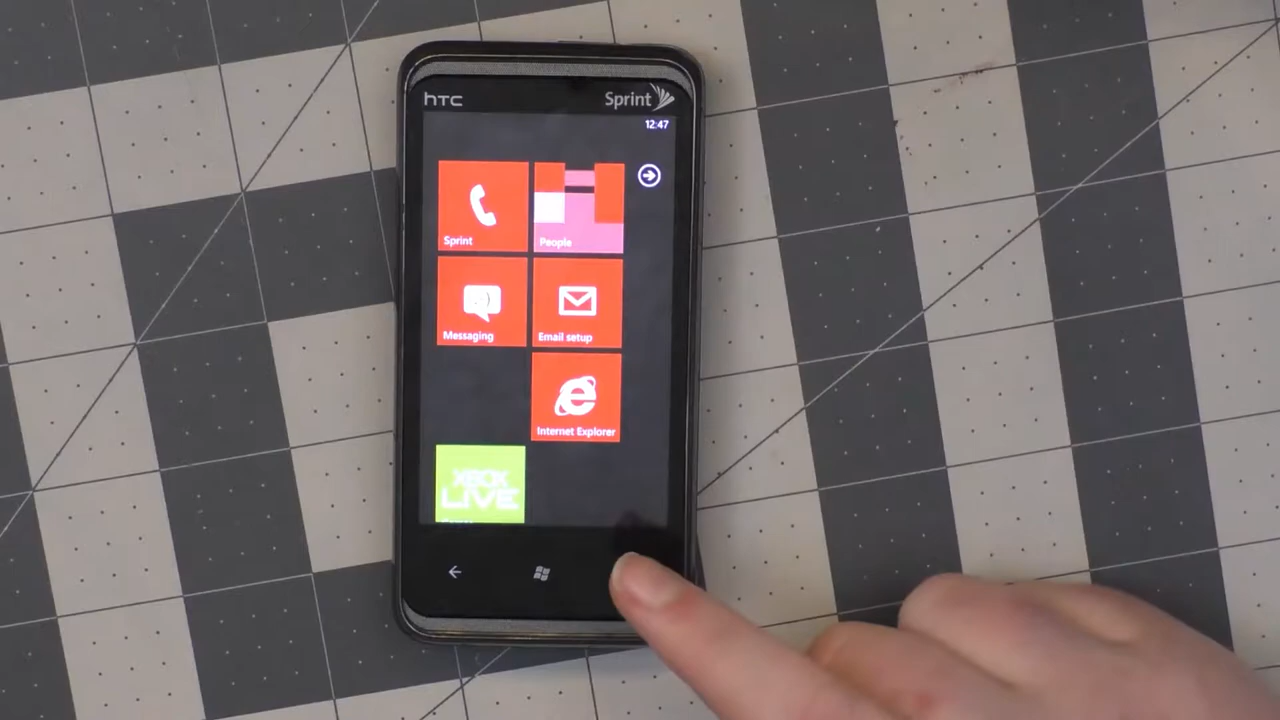 hTC
Sprint
12:47
Sprint
People
Messaging
Email setup
Internet Explorer
XBOX
LIVE